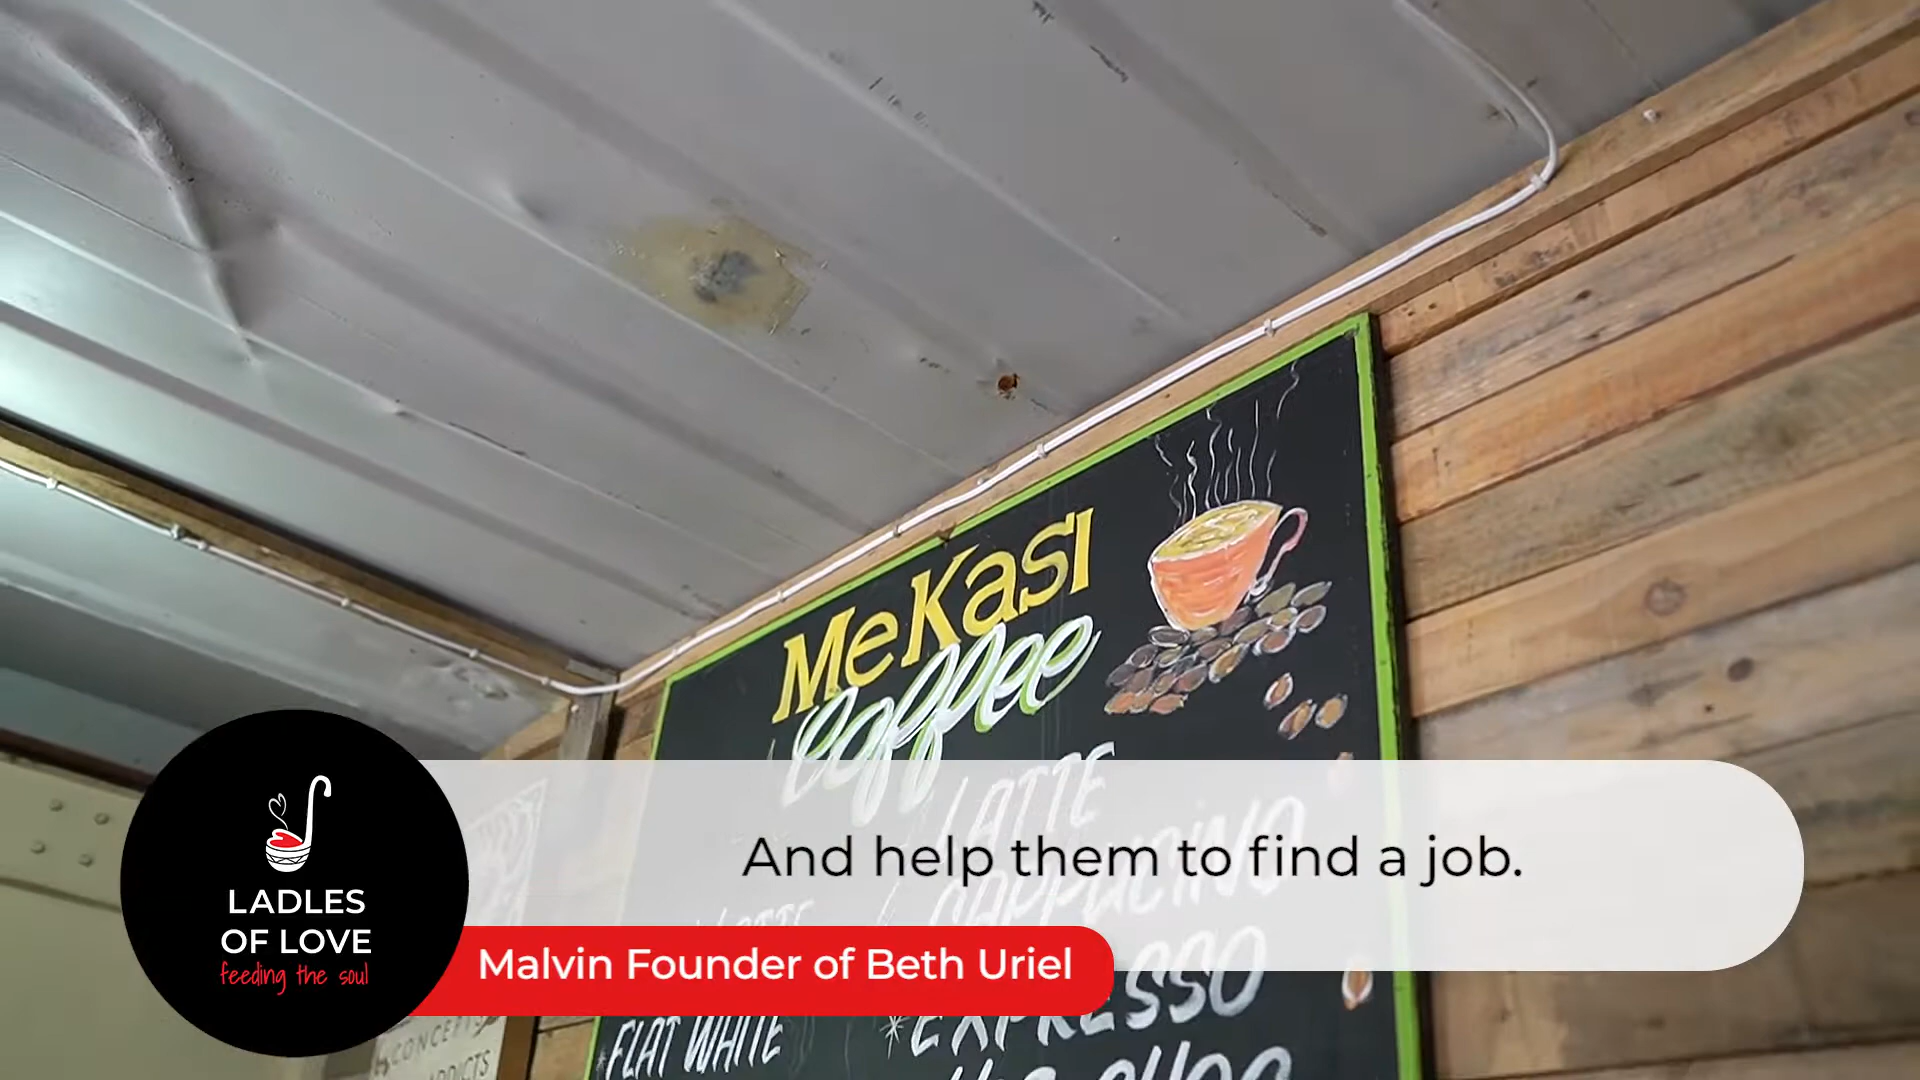 MeKasi
Coffee
LATTE
CAPPUCINO
EXPRESSO
FLAT WHITE
And help them to find a job.
Malvin Founder of Beth Uriel
LADLES
OF LOVE
feeding the soul
CONCEPT